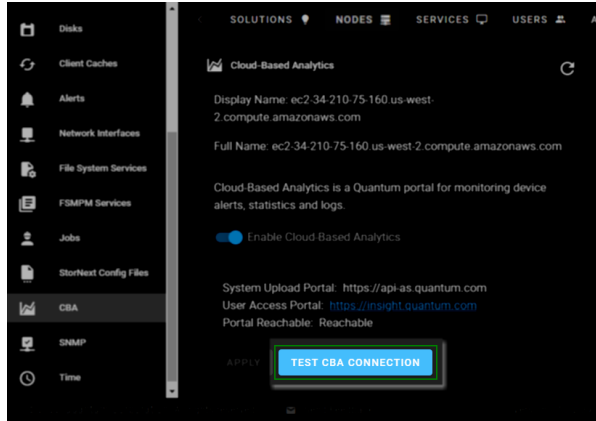 SOLUTIONS NODES SERVICES USERS A
Disks
Client Caches
Alerts
Network Interfaces
File System Services
FSMPM Services
Jobs
StorNext Config Files
CBA
SNMP
Time
Cloud-Based Analytics
Display Name: ec2-34-210-75-160.us-west-
2.compute.amazonaws.com
Full Name: ec2-34-210-75-160.us-west-2.compute.amazonaws.com
Cloud-Based Analytics is a Quantum portal for monitoring device
alerts, statistics and logs.
Enable Cloud-Based Analytics
System Upload Portal: https://api-as.quantum.com
User Access Portal: https://insight.quantum.com
Portal Reachable: Reachable
APPLY TEST CBA CONNECTION